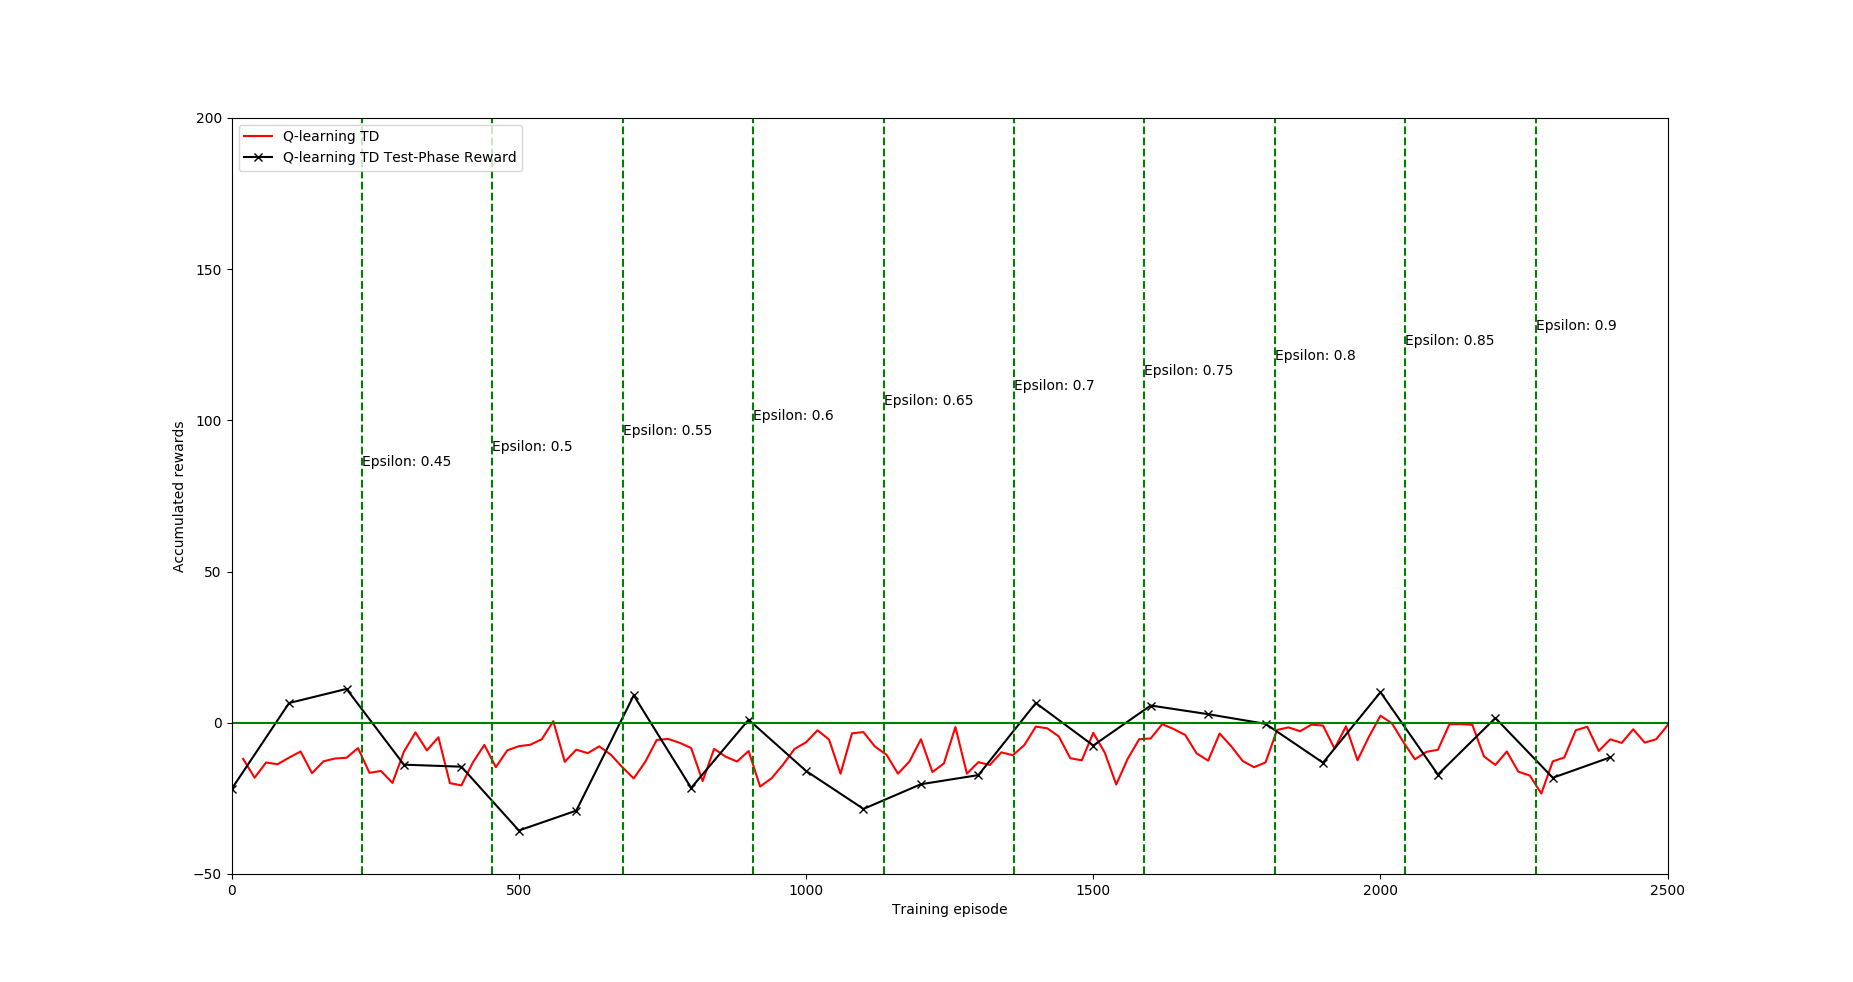 Q-learning TD
Q-learning TD Test-Phase Reward
200
150
100
50
0
−50
Accumulated rewards
Epsilon: 0.45
Epsilon: 0.5
Epsilon: 0.55
Epsilon: 0.6
Epsilon: 0.65
Epsilon: 0.7
Epsilon: 0.75
Epsilon: 0.8
Epsilon: 0.85
Epsilon: 0.9
0 500 1000 1500 2000 2500
Training episode